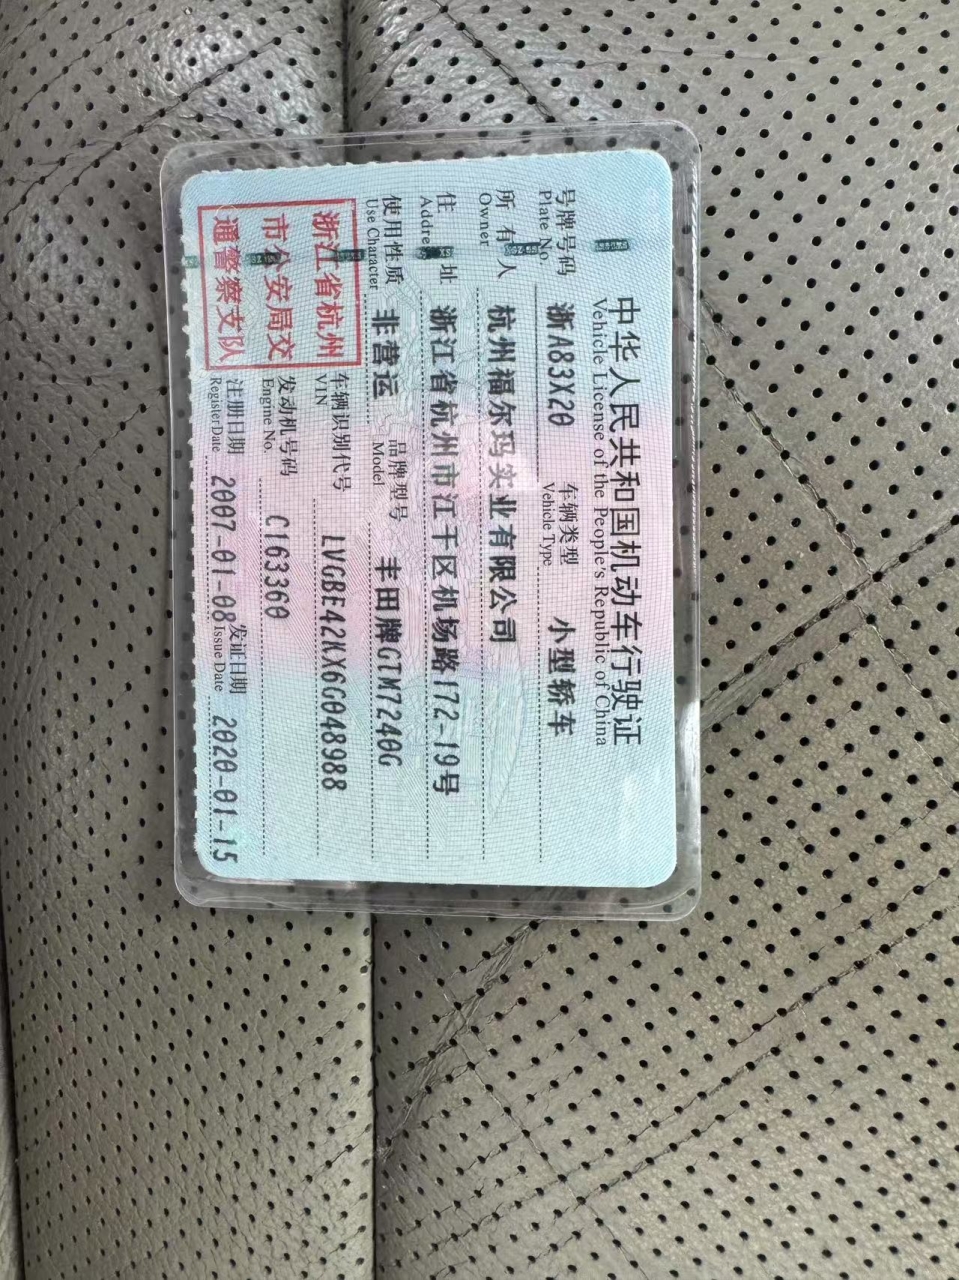 中华人民共和国机动车行驶证
Vehicle License of the People's Republic of China
号牌号码 浙A83X20 车辆类型 小型轿车
Plate No. Vehicle Type
所有人 杭州福尔玛实业有限公司
Owner
住址 浙江省杭州市江干区机场路172-19号
Address
使用性质 非营运 品牌型号 丰田牌GTM7240G
Use Character Model
浙江省杭州
市公安局交
通警察支队
车辆识别代号 LVGBE42KX6G048988
VIN
发动机号码 C163360
Engine No.
注册日期 2007-01-08 发证日期 2020-01-15
Register Date Issue Date